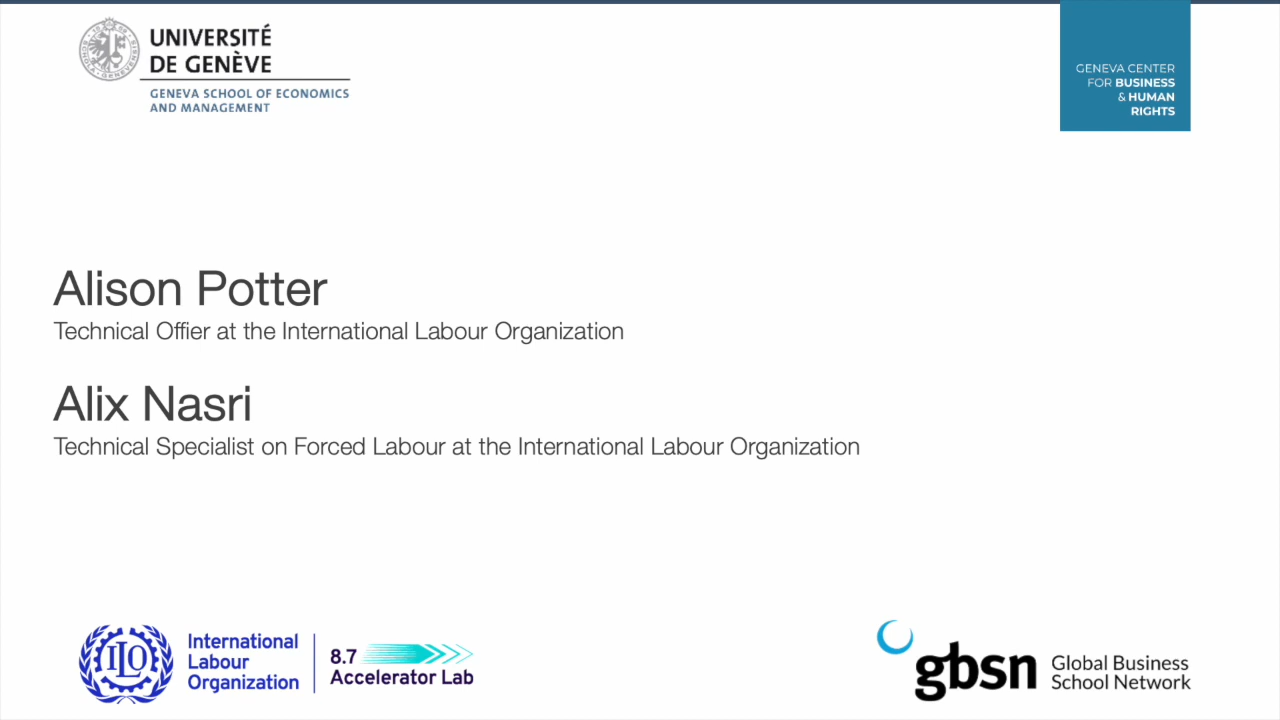 UNIVERSITÉ
DE GENÈVE
GENEVA SCHOOL OF ECONOMICS
AND MANAGEMENT
GENEVA CENTER
FOR BUSINESS
& HUMAN
RIGHTS
Alison Potter
Technical Offier at the International Labour Organization
Alix Nasri
Technical Specialist on Forced Labour at the International Labour Organization
ILO
International
Labour
Organization
8.7
Accelerator Lab
gbsn
Global Business
School Network